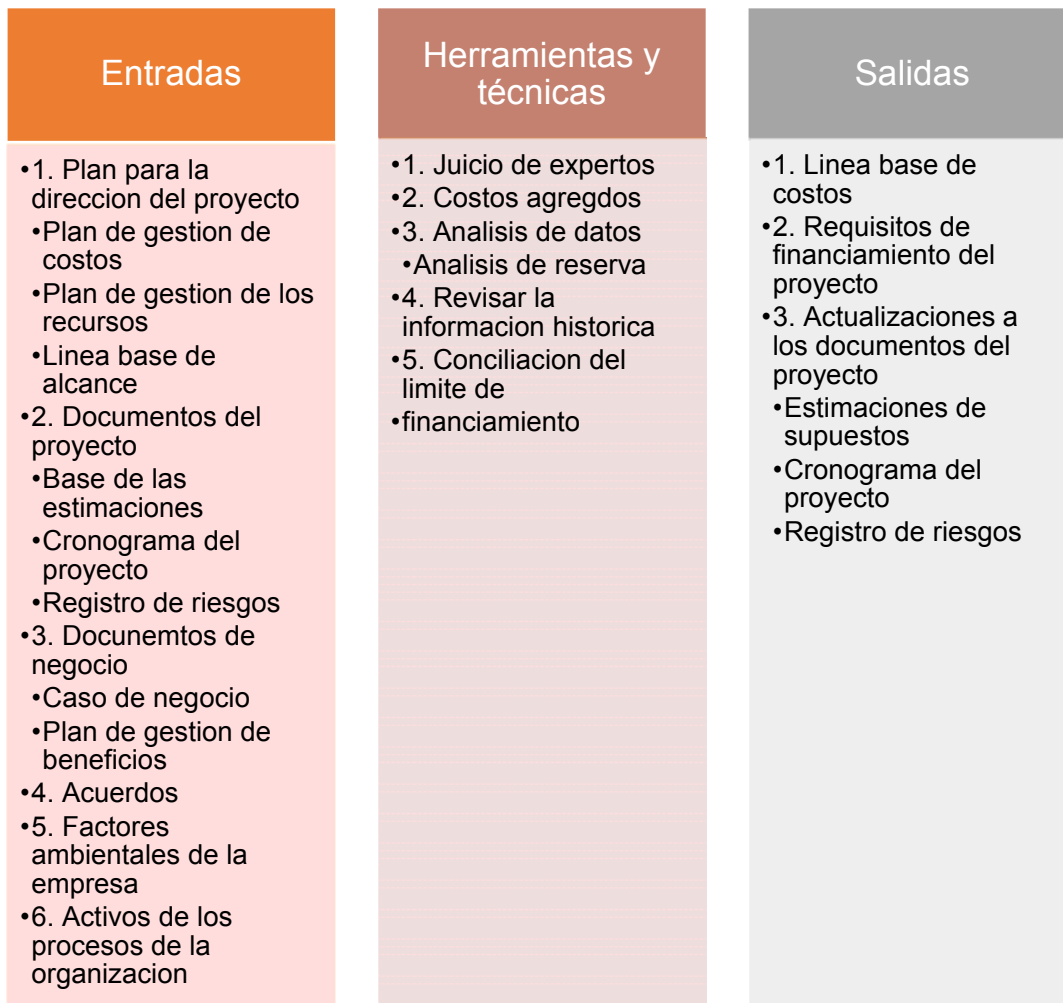 Entradas
•1. Plan para la
direccion del proyecto
•Plan de gestion de
costos
•Plan de gestion de los
recursos
•Linea base de
alcance
•2. Documentos del
proyecto
•Base de las
estimaciones
•Cronograma del
proyecto
•Registro de riesgos
•3. Docunemtos de
negocio
•Caso de negocio
•Plan de gestion de
beneficios
•4. Acuerdos
•5. Factores
ambientales de la
empresa
•6. Activos de los
procesos de la
organizacion
Herramientas y
técnicas
•1. Juicio de expertos
•2. Costos agregdos
•3. Analisis de datos
•Analisis de reserva
•4. Revisar la
informacion historica
•5. Conciliacion del
limite de
•financiamiento
Salidas
•1. Linea base de
costos
•2. Requisitos de
financiamiento del
proyecto
•3. Actualizaciones a
los documentos del
proyecto
•Estimaciones de
supuestos
•Cronograma del
proyecto
•Registro de riesgos